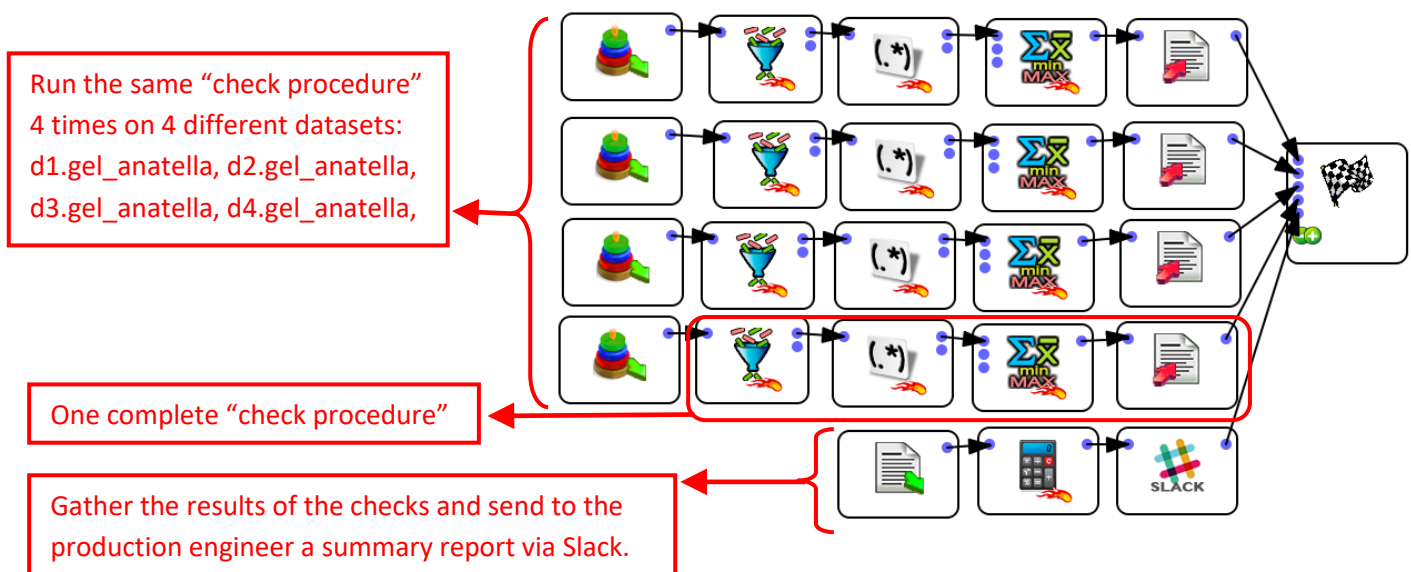 Run the same “check procedure”
4 times on 4 different datasets:
d1.gel_anatella, d2.gel_anatella,
d3.gel_anatella, d4.gel_anatella,
One complete “check procedure”
Gather the results of the checks and send to the
production engineer a summary report via Slack.
(.*)
min
MAX
(.*)
min
MAX
(.*)
min
MAX
(.*)
min
MAX
SLACK